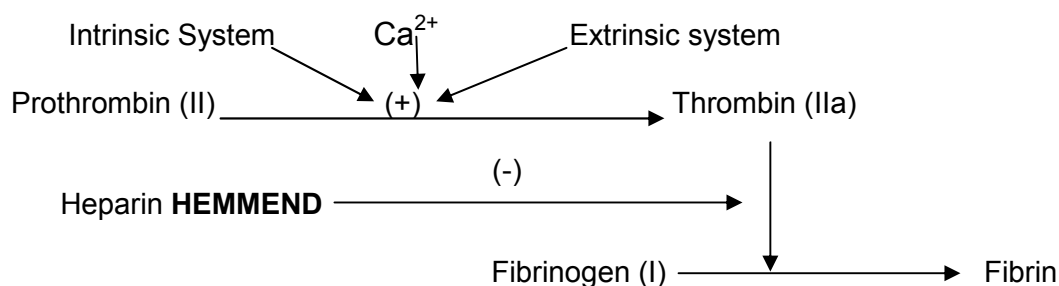 Intrinsic System Ca2+ Extrinsic system
Prothrombin (II) (+) Thrombin (IIa)
(-)
Heparin HEMMEND
Fibrinogen (I) Fibrin